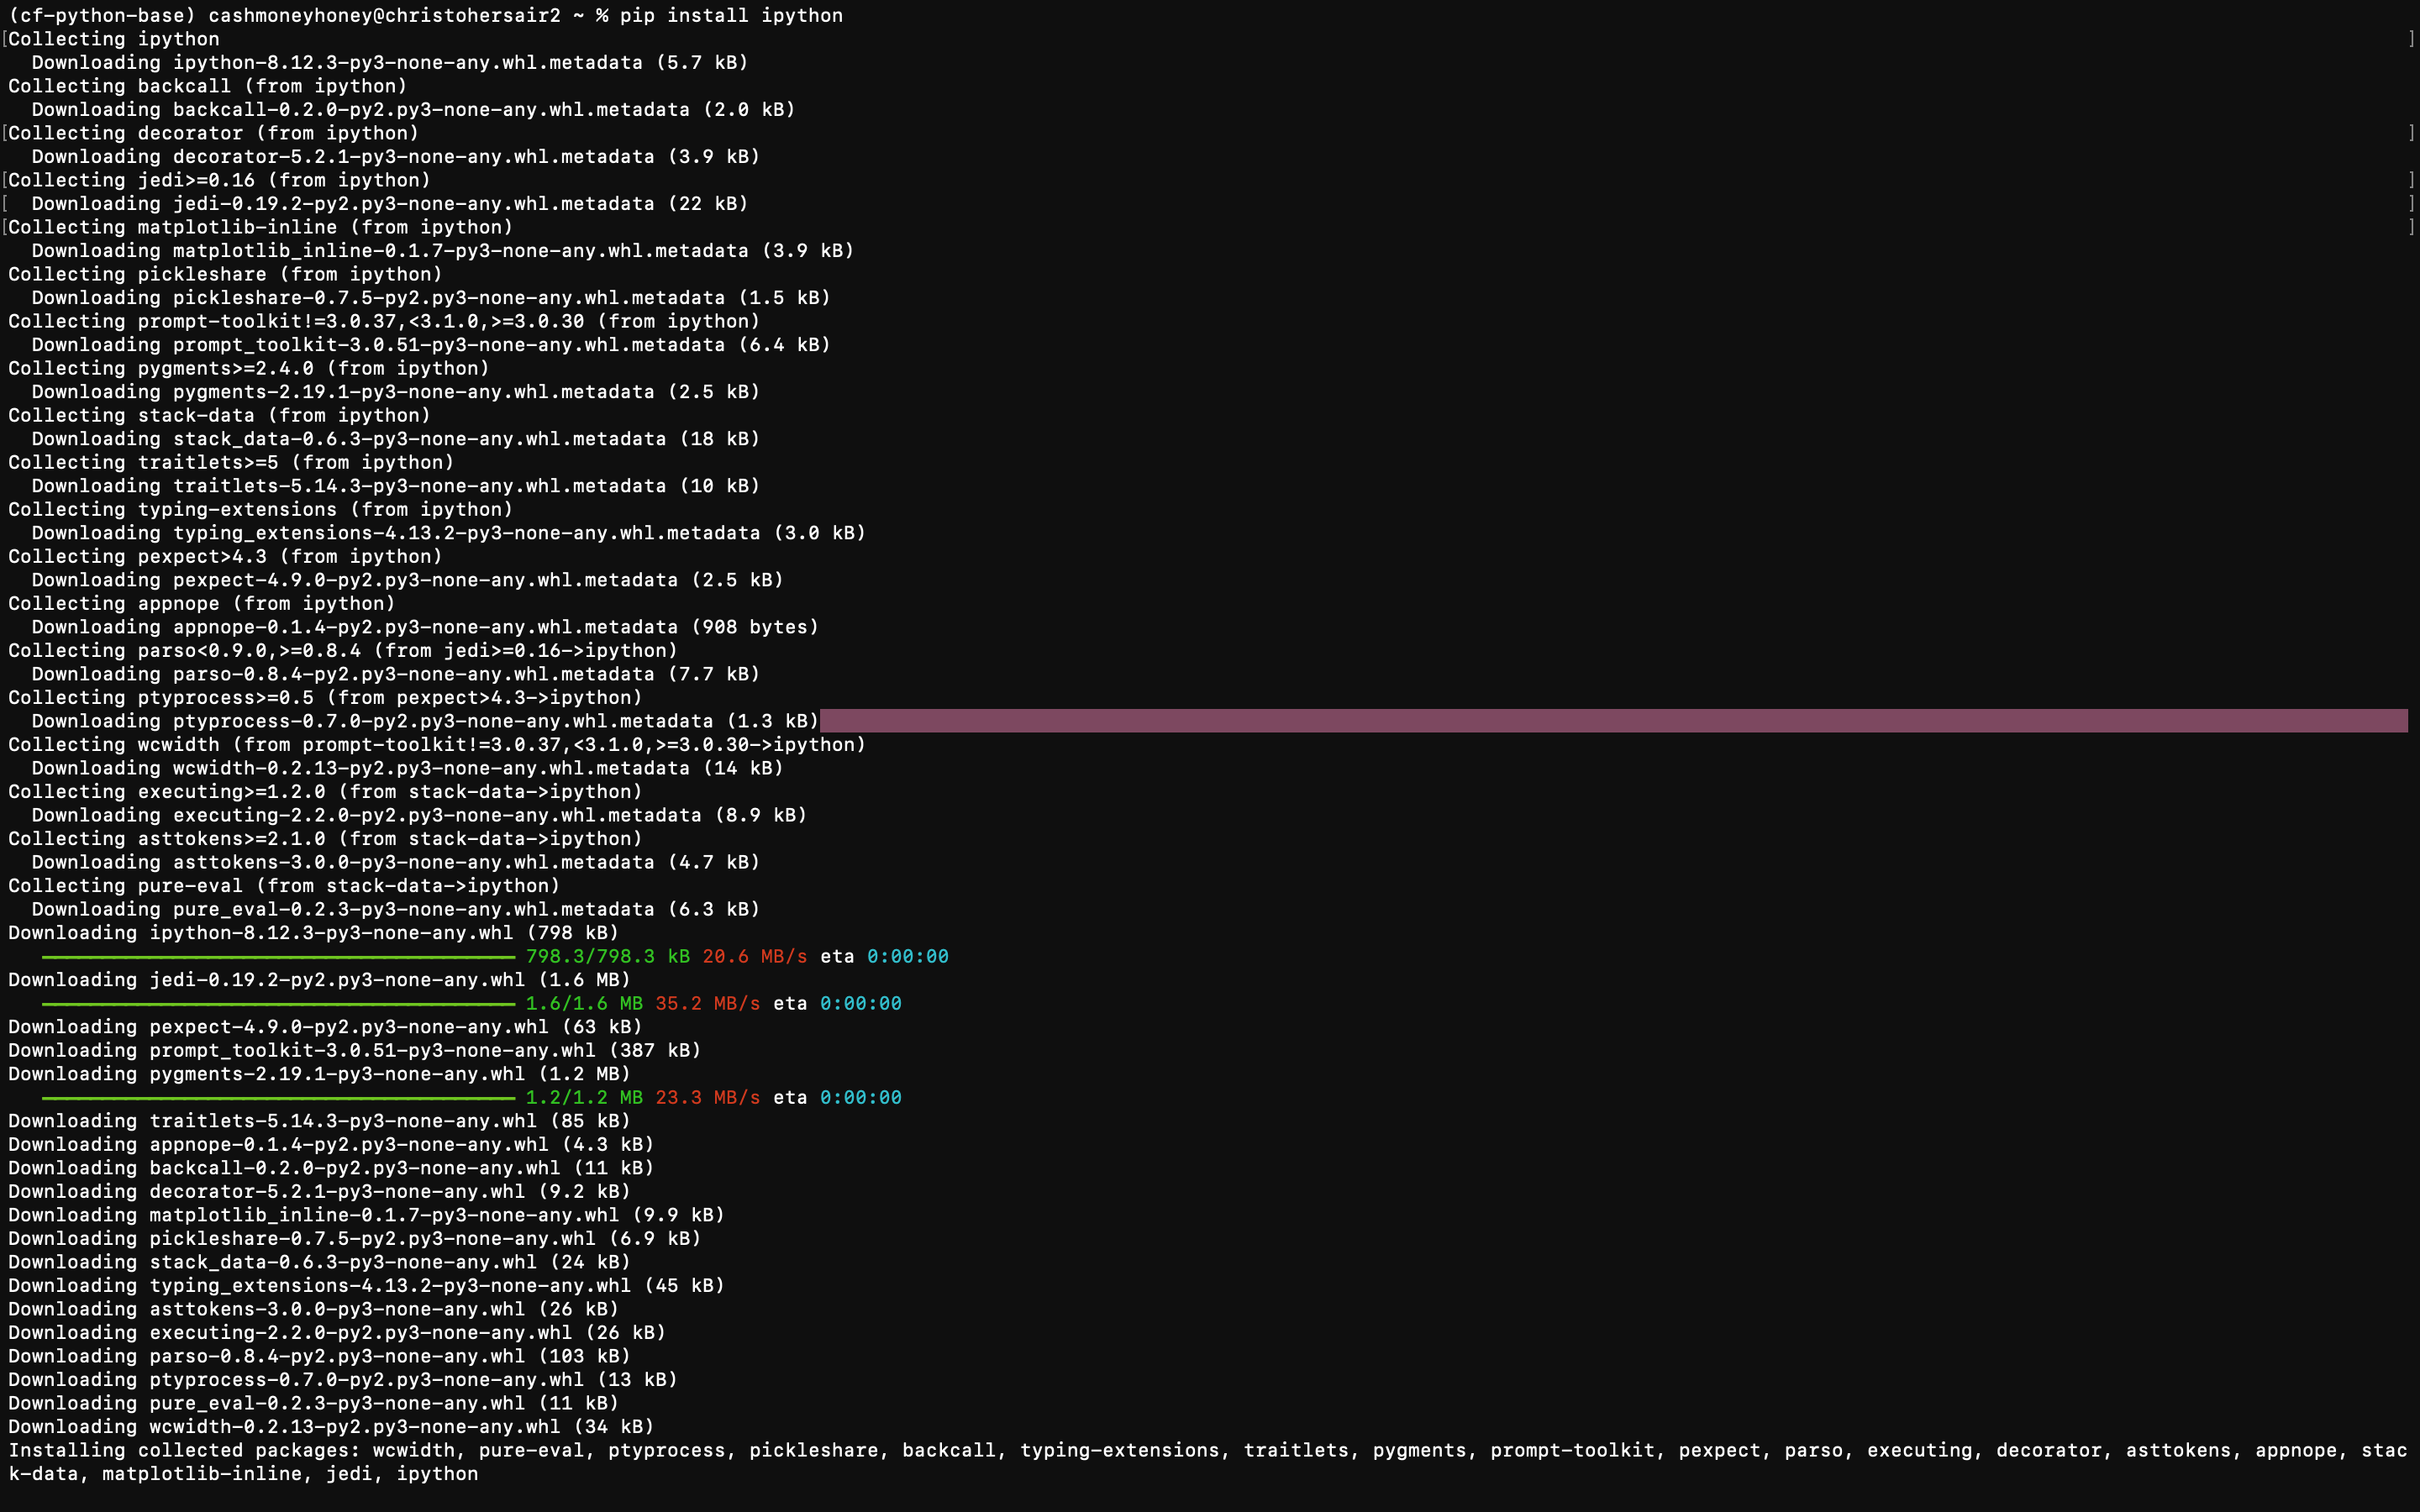 (cf-python-base) cashmoneyhoney@christohersair2 ~ % pip install ipython
[Collecting ipython ]
  Downloading ipython-8.12.3-py3-none-any.whl.metadata (5.7 kB)
Collecting backcall (from ipython)
  Downloading backcall-0.2.0-py2.py3-none-any.whl.metadata (2.0 kB)
[Collecting decorator (from ipython) ]
  Downloading decorator-5.2.1-py3-none-any.whl.metadata (3.9 kB)
[Collecting jedi>=0.16 (from ipython) ]
[  Downloading jedi-0.19.2-py2.py3-none-any.whl.metadata (22 kB) ]
[Collecting matplotlib-inline (from ipython) ]
  Downloading matplotlib_inline-0.1.7-py3-none-any.whl.metadata (3.9 kB)
Collecting pickleshare (from ipython)
  Downloading pickleshare-0.7.5-py2.py3-none-any.whl.metadata (1.5 kB)
Collecting prompt-toolkit!=3.0.37,<3.1.0,>=3.0.30 (from ipython)
  Downloading prompt_toolkit-3.0.51-py3-none-any.whl.metadata (6.4 kB)
Collecting pygments>=2.4.0 (from ipython)
  Downloading pygments-2.19.1-py3-none-any.whl.metadata (2.5 kB)
Collecting stack-data (from ipython)
  Downloading stack_data-0.6.3-py3-none-any.whl.metadata (18 kB)
Collecting traitlets>=5 (from ipython)
  Downloading traitlets-5.14.3-py3-none-any.whl.metadata (10 kB)
Collecting typing-extensions (from ipython)
  Downloading typing_extensions-4.13.2-py3-none-any.whl.metadata (3.0 kB)
Collecting pexpect>4.3 (from ipython)
  Downloading pexpect-4.9.0-py2.py3-none-any.whl.metadata (2.5 kB)
Collecting appnope (from ipython)
  Downloading appnope-0.1.4-py2.py3-none-any.whl.metadata (908 bytes)
Collecting parso<0.9.0,>=0.8.4 (from jedi>=0.16->ipython)
  Downloading parso-0.8.4-py2.py3-none-any.whl.metadata (7.7 kB)
Collecting ptyprocess>=0.5 (from pexpect>4.3->ipython)
  Downloading ptyprocess-0.7.0-py2.py3-none-any.whl.metadata (1.3 kB)
Collecting wcwidth (from prompt-toolkit!=3.0.37,<3.1.0,>=3.0.30->ipython)
  Downloading wcwidth-0.2.13-py2.py3-none-any.whl.metadata (14 kB)
Collecting executing>=1.2.0 (from stack-data->ipython)
  Downloading executing-2.2.0-py2.py3-none-any.whl.metadata (8.9 kB)
Collecting asttokens>=2.1.0 (from stack-data->ipython)
  Downloading asttokens-3.0.0-py3-none-any.whl.metadata (4.7 kB)
Collecting pure-eval (from stack-data->ipython)
  Downloading pure_eval-0.2.3-py3-none-any.whl.metadata (6.3 kB)
Downloading ipython-8.12.3-py3-none-any.whl (798 kB)
798.3/798.3 kB 20.6 MB/s eta 0:00:00
Downloading jedi-0.19.2-py2.py3-none-any.whl (1.6 MB)
1.6/1.6 MB 35.2 MB/s eta 0:00:00
Downloading pexpect-4.9.0-py2.py3-none-any.whl (63 kB)
Downloading prompt_toolkit-3.0.51-py3-none-any.whl (387 kB)
Downloading pygments-2.19.1-py3-none-any.whl (1.2 MB)
1.2/1.2 MB 23.3 MB/s eta 0:00:00
Downloading traitlets-5.14.3-py3-none-any.whl (85 kB)
Downloading appnope-0.1.4-py2.py3-none-any.whl (4.3 kB)
Downloading backcall-0.2.0-py2.py3-none-any.whl (11 kB)
Downloading decorator-5.2.1-py3-none-any.whl (9.2 kB)
Downloading matplotlib_inline-0.1.7-py3-none-any.whl (9.9 kB)
Downloading pickleshare-0.7.5-py2.py3-none-any.whl (6.9 kB)
Downloading stack_data-0.6.3-py3-none-any.whl (24 kB)
Downloading typing_extensions-4.13.2-py3-none-any.whl (45 kB)
Downloading asttokens-3.0.0-py3-none-any.whl (26 kB)
Downloading executing-2.2.0-py2.py3-none-any.whl (26 kB)
Downloading parso-0.8.4-py2.py3-none-any.whl (103 kB)
Downloading ptyprocess-0.7.0-py2.py3-none-any.whl (13 kB)
Downloading pure_eval-0.2.3-py3-none-any.whl (11 kB)
Downloading wcwidth-0.2.13-py2.py3-none-any.whl (34 kB)
Installing collected packages: wcwidth, pure-eval, ptyprocess, pickleshare, backcall, typing-extensions, traitlets, pygments, prompt-toolkit, pexpect, parso, executing, decorator, asttokens, appnope, stac
k-data, matplotlib-inline, jedi, ipython